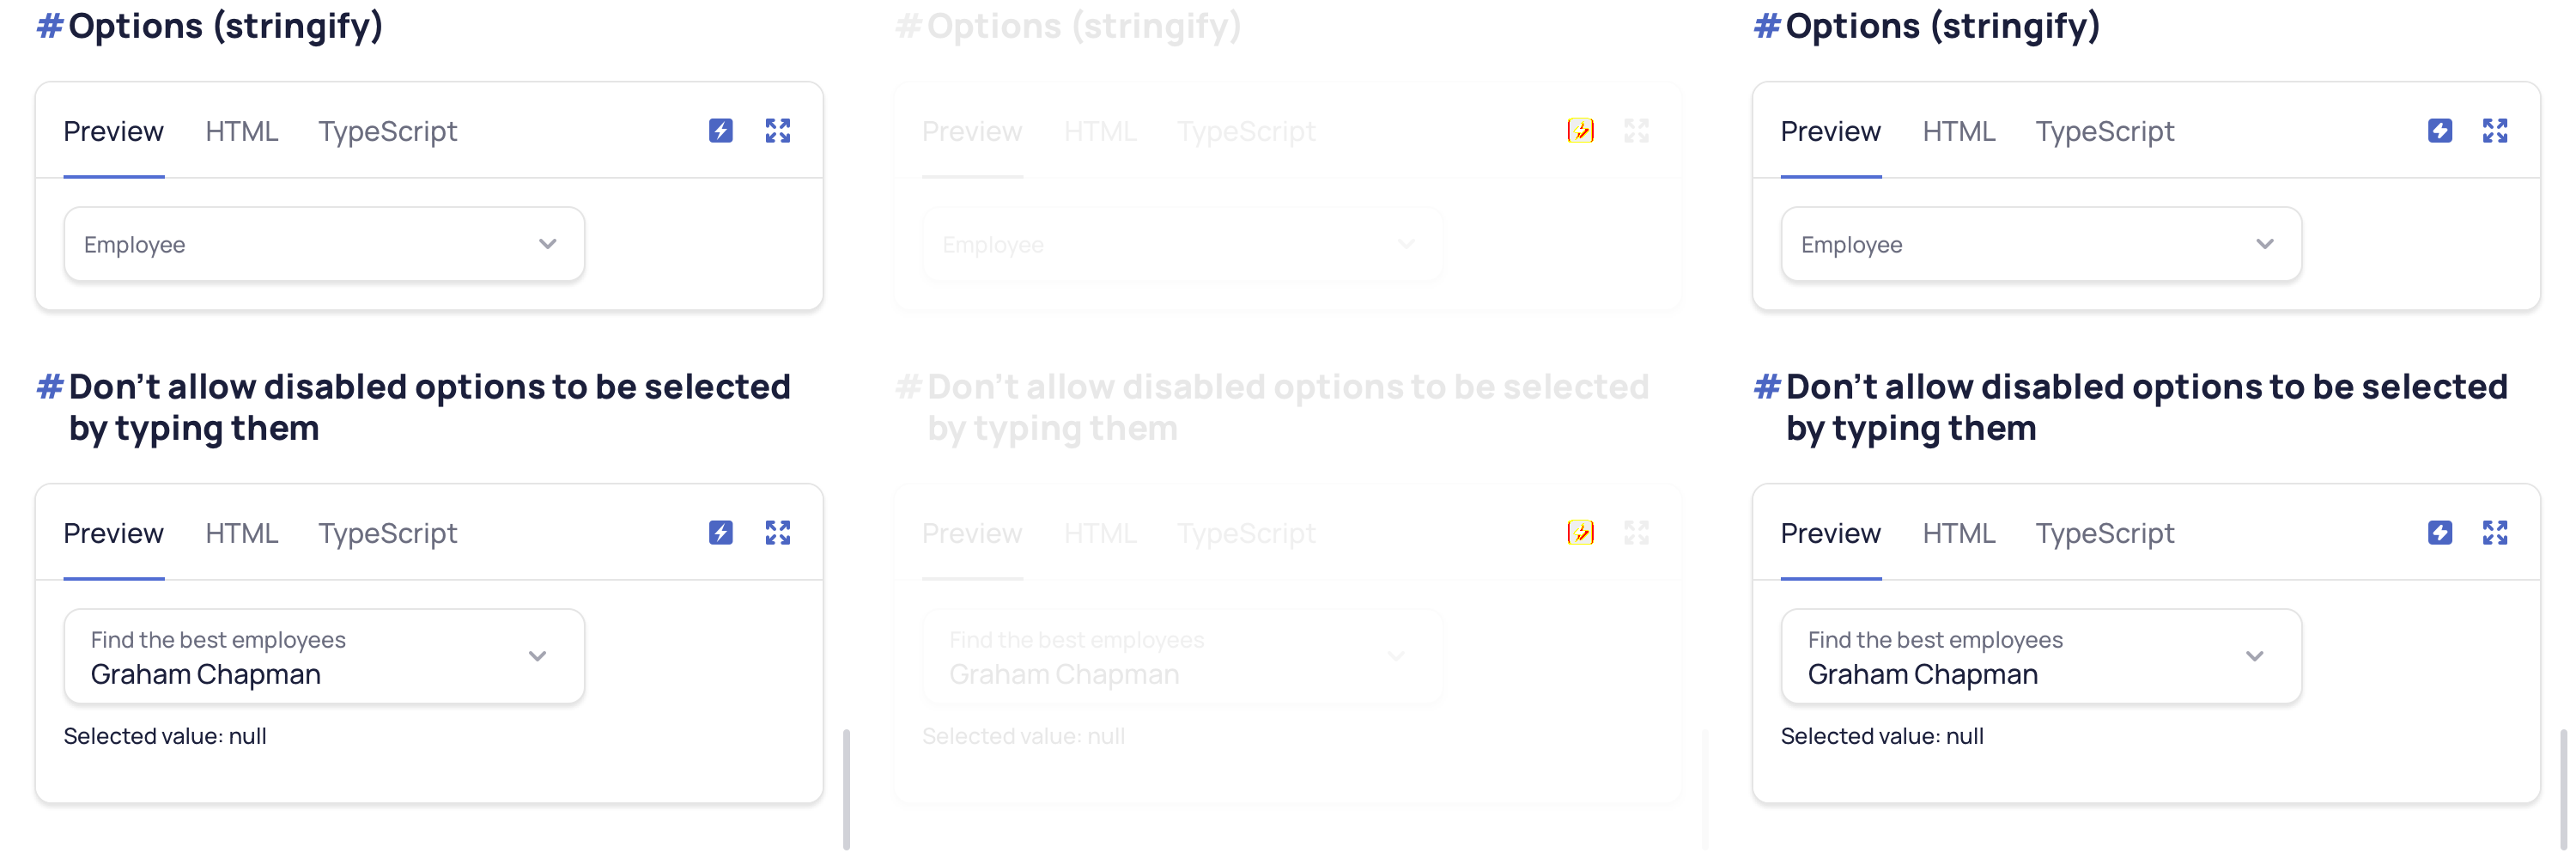 #Options (stringify)
Preview HTML TypeScript
Employee
#Don't allow disabled options to be selected
by typing them
Preview HTML TypeScript
Find the best employees
Graham Chapman
Selected value: null
#Options (stringify)
Preview HTML TypeScript
Employee
#Don't allow disabled options to be selected
by typing them
Preview HTML TypeScript
Find the best employees
Graham Chapman
Selected value: null
#Options (stringify)
Preview HTML TypeScript
Employee
#Don't allow disabled options to be selected
by typing them
Preview HTML TypeScript
Find the best employees
Graham Chapman
Selected value: null